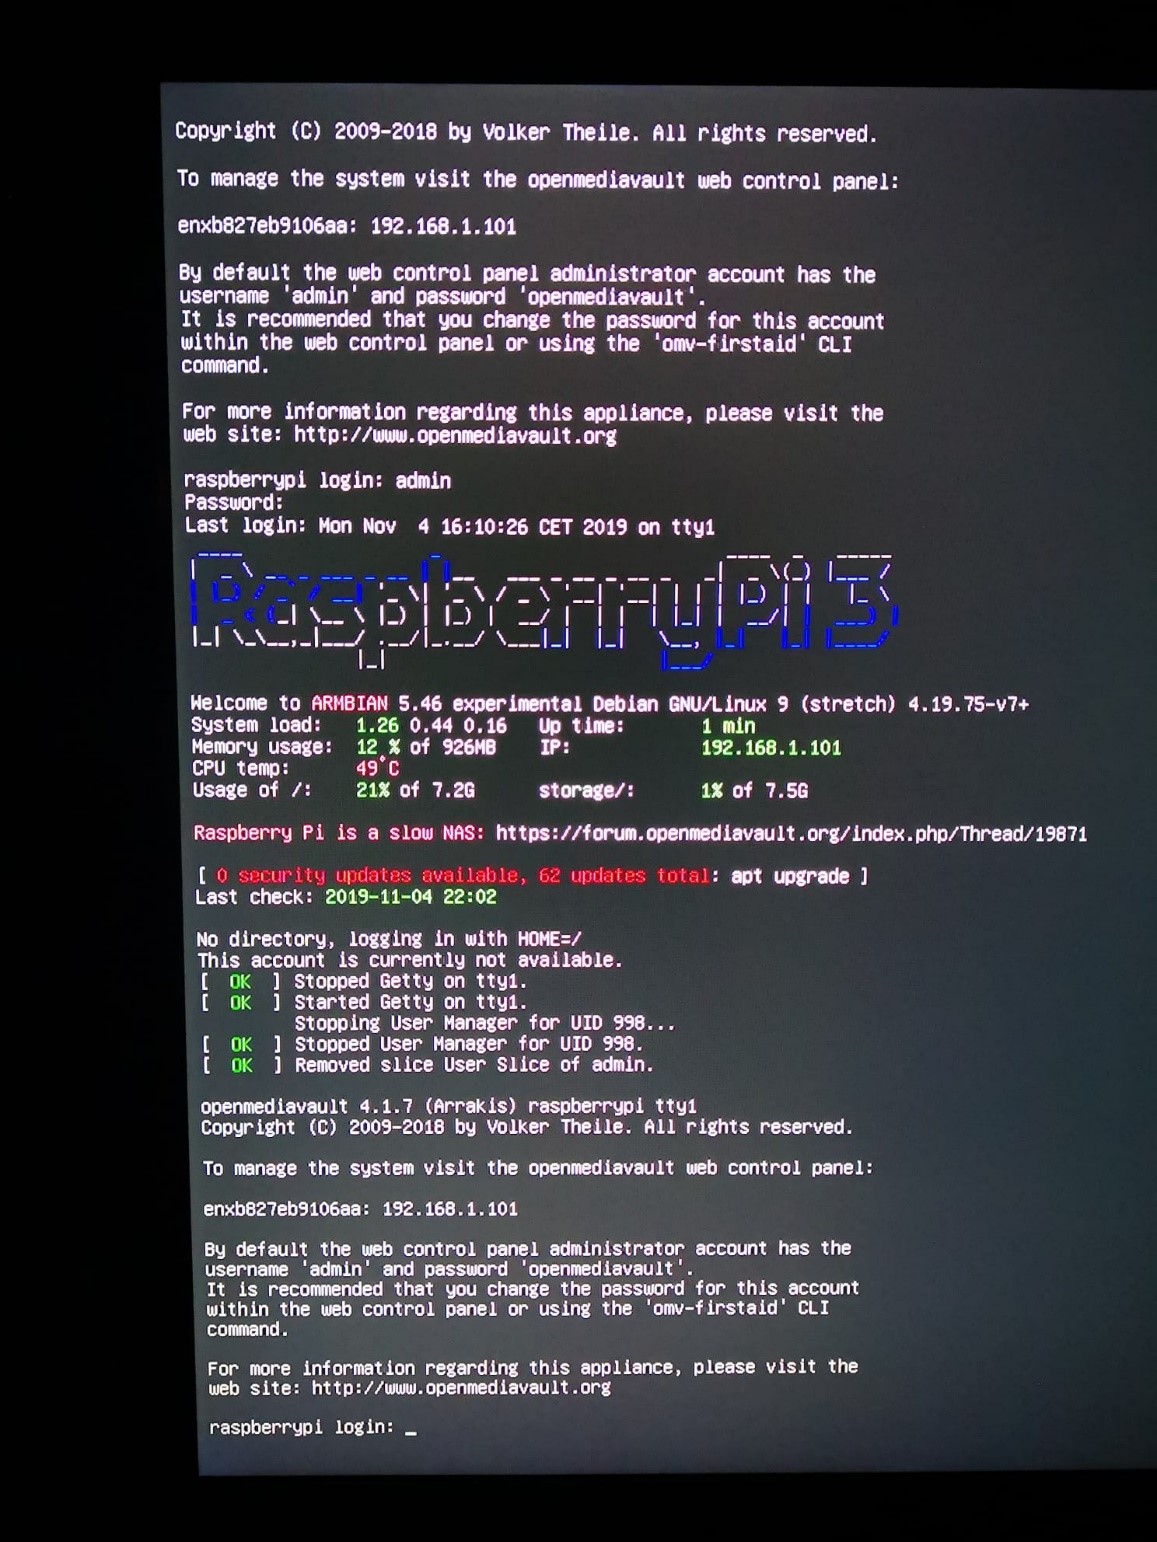 Copyright (C) 2009-2018 by Volker Theile. All rights reserved.
To manage the system visit the openmediavault web control panel:
enxb827eb9106aa: 192.168.1.101
By default the web control panel administrator account has the
username 'admin' and password 'openmediavault'.
It is recommended that you change the password for this account
within the web control panel or using the 'omv-firstaid' CLI
command.
For more information regarding this appliance, please visit the
web site: http://www.openmediavault.org
raspberrypi login: admin
Password:
Last login: Mon Nov  4 16:10:26 CET 2019 on tty1
RaspberryPi 3
Welcome to ARMBIAN 5.46 experimental Debian GNU/Linux 9 (stretch) 4.19.75-v7+
System load:   1.26 0.44 0.16   Up time:       1 min
Memory usage:  12 % of 926MB    IP:            192.168.1.101
CPU temp:      49°C
Usage of /:    21% of 7.2G      storage/:      1% of 7.5G
Raspberry Pi is a slow NAS: https://forum.openmediavault.org/index.php/Thread/19871
[ 0 security updates available, 62 updates total: apt upgrade ]
Last check: 2019-11-04 22:02
No directory, logging in with HOME=/
This account is currently not available.
[  OK  ] Stopped Getty on tty1.
[  OK  ] Started Getty on tty1.
Stopping User Manager for UID 998...
[  OK  ] Stopped User Manager for UID 998.
[  OK  ] Removed slice User Slice of admin.
openmediavault 4.1.7 (Arrakis) raspberrypi tty1
Copyright (C) 2009-2018 by Volker Theile. All rights reserved.
To manage the system visit the openmediavault web control panel:
enxb827eb9106aa: 192.168.1.101
By default the web control panel administrator account has the
username 'admin' and password 'openmediavault'.
It is recommended that you change the password for this account
within the web control panel or using the 'omv-firstaid' CLI
command.
For more information regarding this appliance, please visit the
web site: http://www.openmediavault.org
raspberrypi login: _